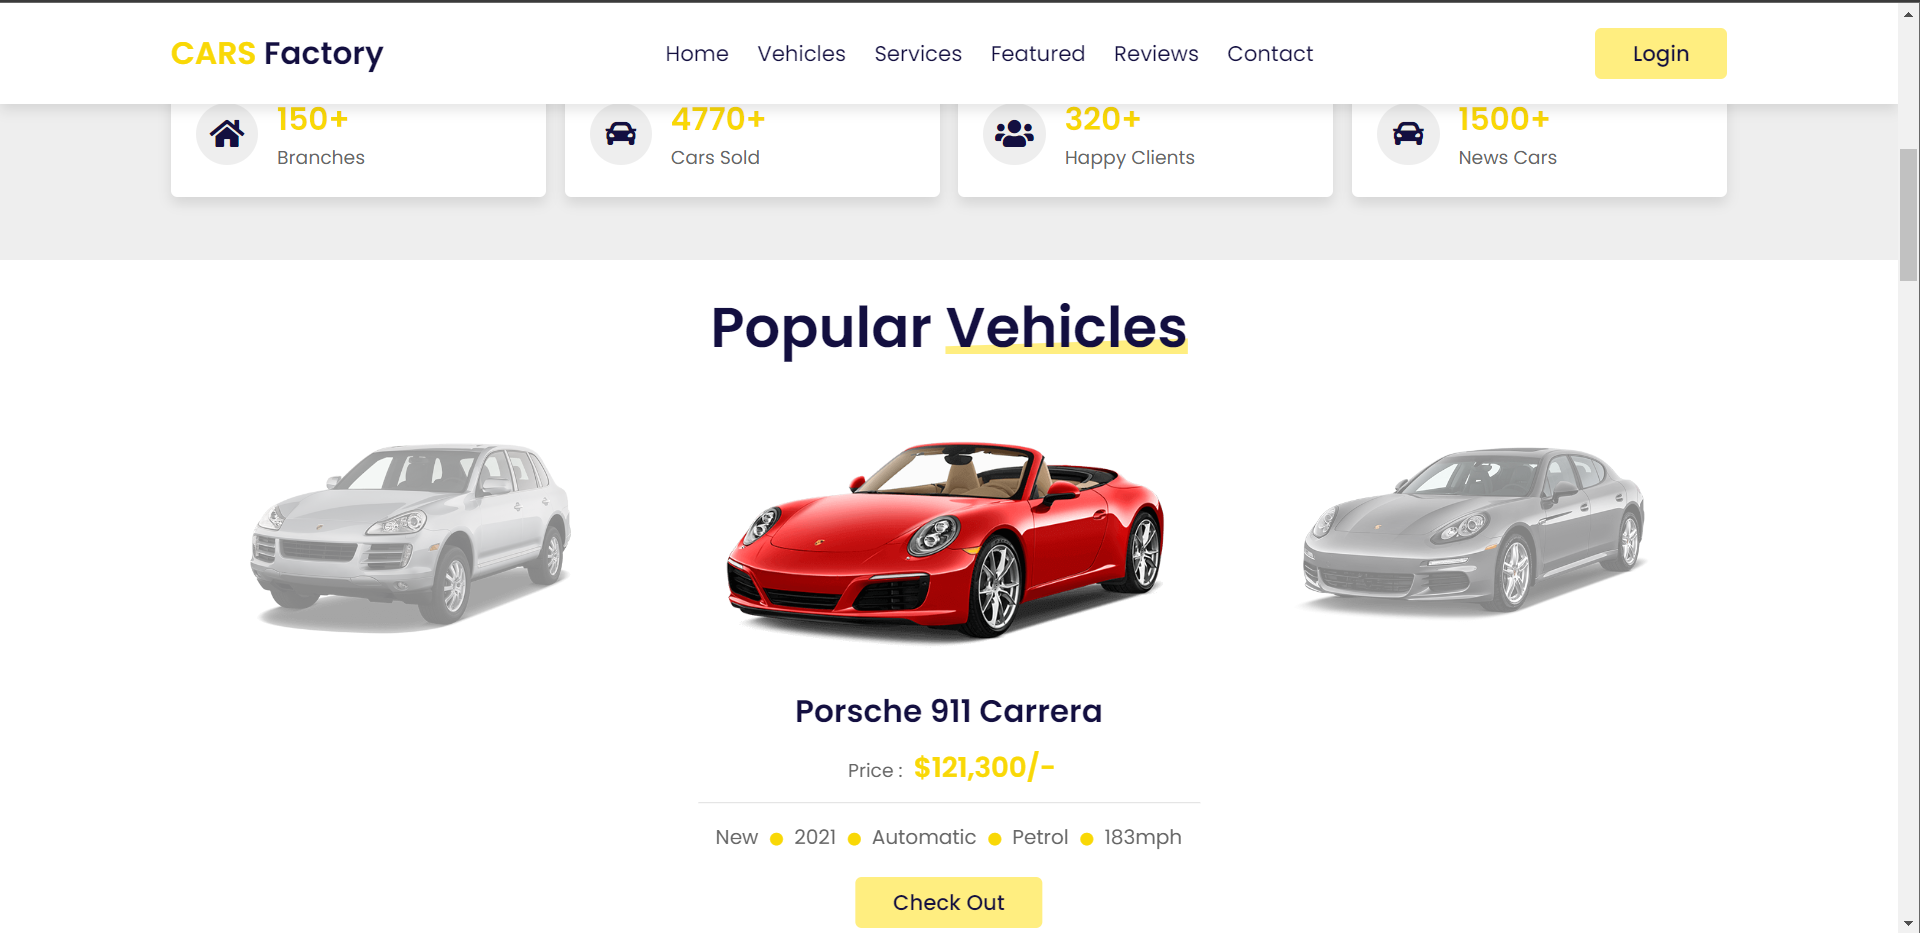 CARS Factory
Home Vehicles Services Featured Reviews Contact
Login
150+
Branches
4770+
Cars Sold
320+
Happy Clients
1500+
News Cars
Popular Vehicles
Porsche 911 Carrera
Price : $121,300/-
New 2021 Automatic Petrol 183mph
Check Out